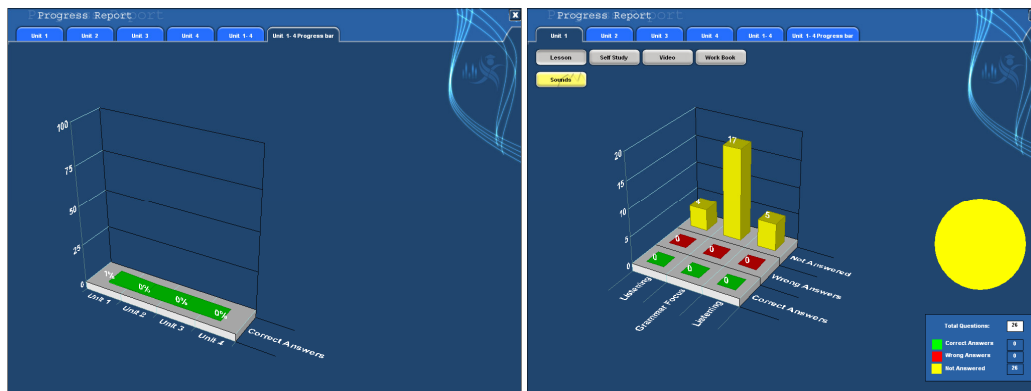 Progress Report
X
Unit 1
Unit 2
Unit 3
Unit 4
Unit 1- 4
Unit 1- 4 Progress bar
100
75
50
25
0
1%
0%
0%
0%
Unit 1
Unit 2
Unit 3
Unit 4
Correct Answers
Progress Report
Unit 1
Unit 2
Unit 3
Unit 4
Unit 1- 4
Unit 1- 4 Progress bar
Lesson
Self Study
Video
Work Book
Sounds
20
15
10
5
0
4
17
5
0
0
0
0
0
0
Listening
Grammar Focus
Listening
Not Answered
Wrong Answers
Correct Answers
Total Questions: 26
Correct Answers 0
Wrong Answers 0
Not Answered 26